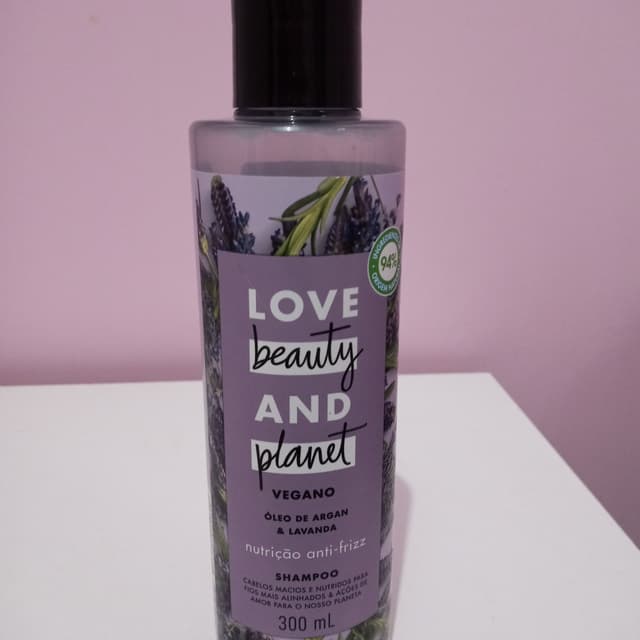 LOVE
beauty
AND
planet
VEGANO
ÓLEO DE ARGAN
& LAVANDA
nutrição anti-frizz
SHAMPOO
CABELOS MACIOS E NUTRIDOS PARA
FIOS MAIS ALINHADOS & AÇÕES DE
AMOR PARA O NOSSO PLANETA
300 mL
94%
ORIGEM